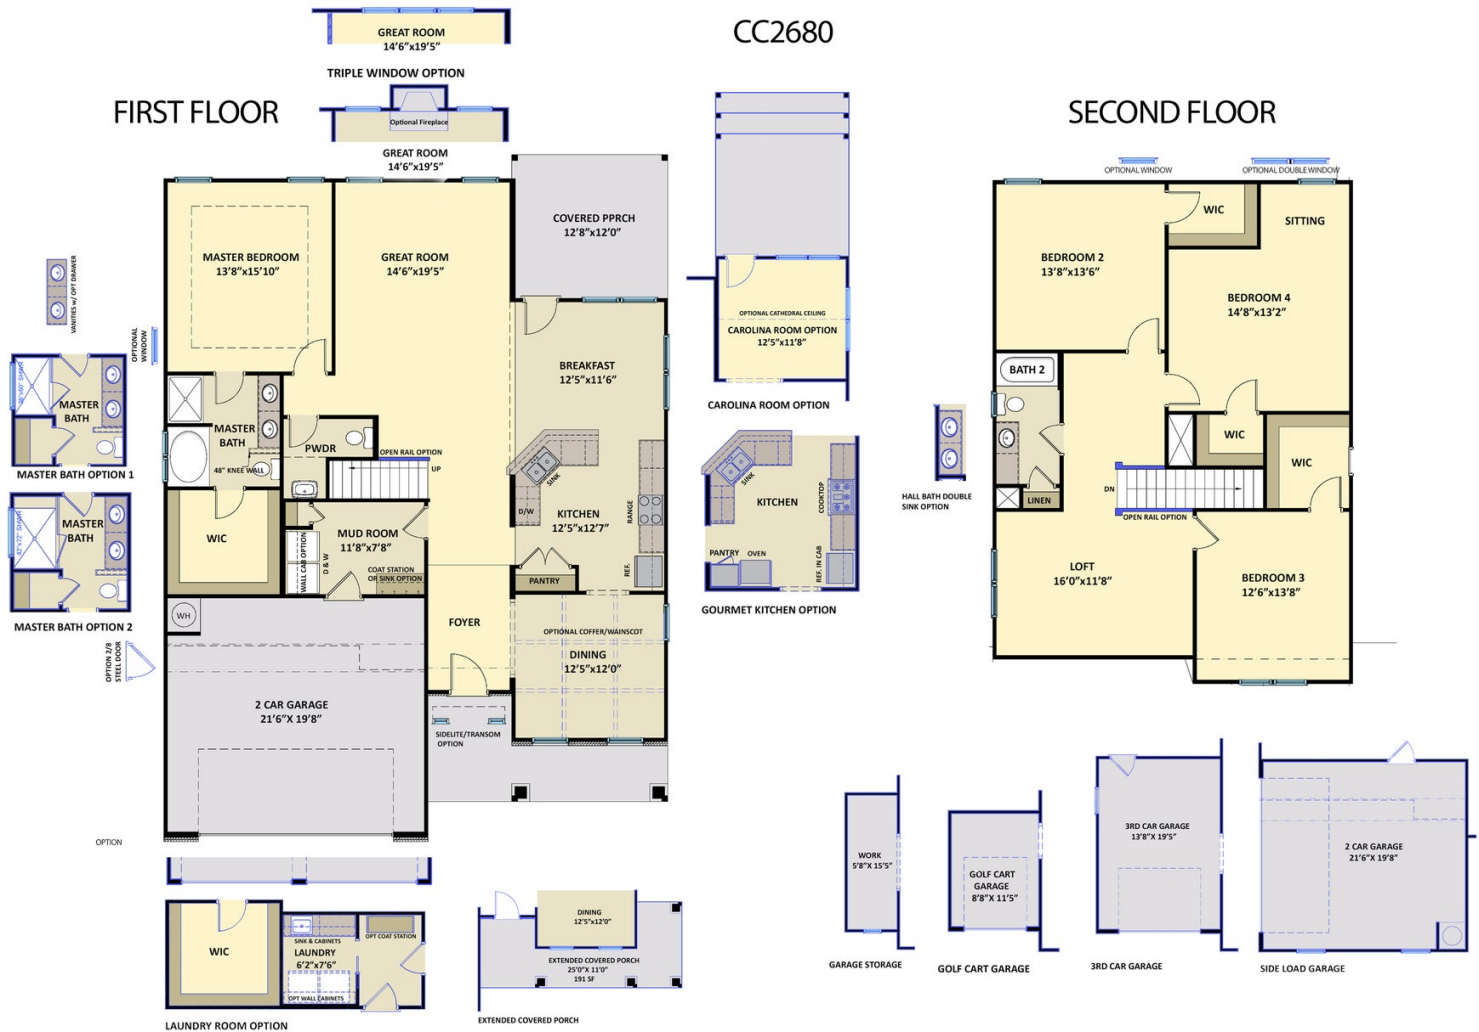 CC2680
FIRST FLOOR
SECOND FLOOR
GREAT ROOM
14'6"x19'5"
TRIPLE WINDOW OPTION
Optional Fireplace
GREAT ROOM
14'6"x19'5"
MASTER BEDROOM
13'8"x15'10"
GREAT ROOM
14'6"x19'5"
COVERED PPRCH
12'8"x12'0"
VANITIES w/ OPT DRAWER
OPTIONAL
WINDOW
36"x60" SHWR
MASTER
BATH
MASTER BATH OPTION 1
42"x72" SHWR
MASTER
BATH
MASTER BATH OPTION 2
OPTION 2/8
STEEL DOOR
MASTER
BATH
48" KNEE WALL
PWDR
OPEN RAIL OPTION
UP
BREAKFAST
12'5"x11'6"
SINK
D/W
KITCHEN
12'5"x12'7"
RANGE
REF.
PANTRY
WIC
MUD ROOM
11'8"x7'8"
WALL CAB OPTION
D & W
COAT STATION
OR SINK OPTION
WH
FOYER
OPTIONAL COFFER/WAINSCOT
DINING
12'5"x12'0"
2 CAR GARAGE
21'6"X 19'8"
SIDELITE/TRANSOM
OPTION
OPTION
WIC
SINK & CABINETS
LAUNDRY
6'2"x7'6"
OPT WALL CABINETS
OPT COAT STATION
LAUNDRY ROOM OPTION
DINING
12'5"x12'0"
EXTENDED COVERED PORCH
25'0"X 11'0"
191 SF
EXTENDED COVERED PORCH
OPTIONAL CATHEDRAL CEILING
CAROLINA ROOM OPTION
12'5"x11'8"
CAROLINA ROOM OPTION
SINK
KITCHEN
COOKTOP
PANTRY
OVEN
REF. IN CAB
GOURMET KITCHEN OPTION
HALL BATH DOUBLE
SINK OPTION
OPTIONAL WINDOW
OPTIONAL DOUBLE WINDOW
BEDROOM 2
13'8"x13'6"
WIC
SITTING
BEDROOM 4
14'8"x13'2"
BATH 2
WIC
WIC
LINEN
DN
OPEN RAIL OPTION
LOFT
16'0"x11'8"
BEDROOM 3
12'6"x13'8"
WORK
5'8"X 15'5"
GARAGE STORAGE
GOLF CART
GARAGE
8'8"X 11'5"
GOLF CART GARAGE
3RD CAR GARAGE
13'8"X 19'5"
3RD CAR GARAGE
2 CAR GARAGE
21'6"X 19'8"
SIDE LOAD GARAGE